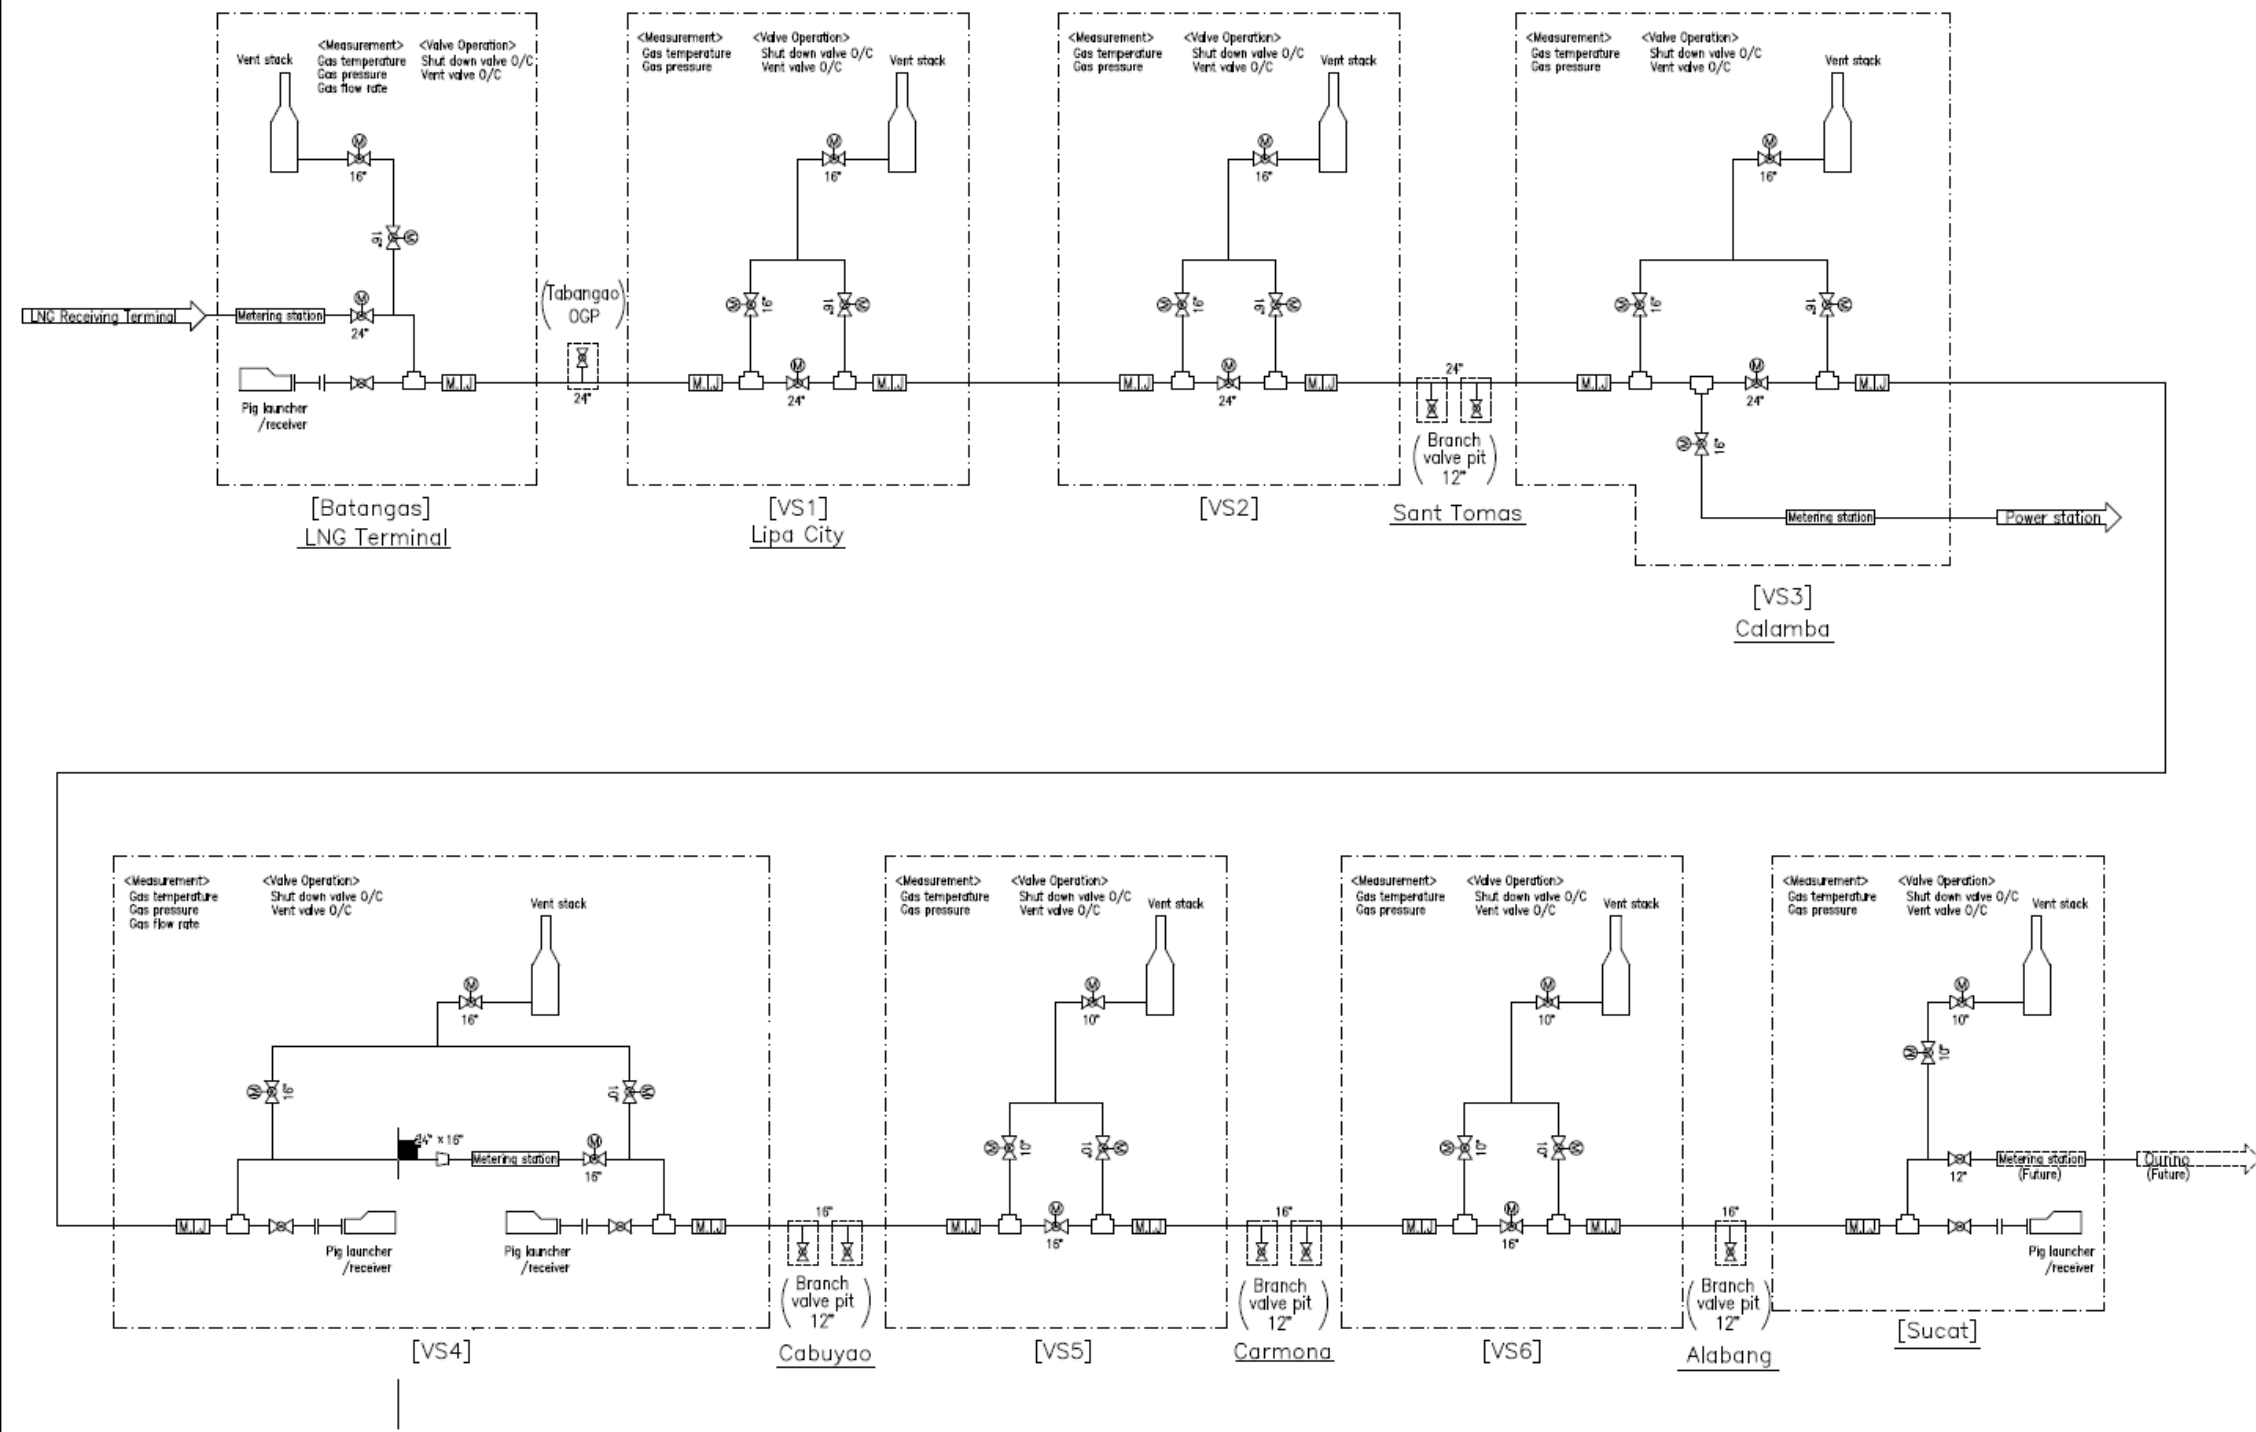 Vent stack
<Measurement>
Gas temperature
Gas pressure
Gas flow rate
<Valve Operation>
Shut down valve O/C
Vent valve O/C
M
16"
16"
M
LNG Receiving Terminal
Metering station
M
24"
Pig launcher
/receiver
M.I.J
[Batangas]
LNG Terminal
(Tabangao)
OGP
24"
<Measurement>
Gas temperature
Gas pressure
<Valve Operation>
Shut down valve O/C
Vent valve O/C
Vent stack
M
16"
M
16"
16"
M
M.I.J
M
24"
M.I.J
[VS1]
Lipa City
<Measurement>
Gas temperature
Gas pressure
<Valve Operation>
Shut down valve O/C
Vent valve O/C
Vent stack
M
16"
M
16"
16"
M
M.I.J
M
24"
M.I.J
[VS2]
24"
(Branch
valve pit
12")
Sant Tomas
<Measurement>
Gas temperature
Gas pressure
<Valve Operation>
Shut down valve O/C
Vent valve O/C
Vent stack
M
16"
M
16"
16"
M
M.I.J
M
24"
M.I.J
M
16"
Metering station
Power station
[VS3]
Calamba
<Measurement>
Gas temperature
Gas pressure
Gas flow rate
<Valve Operation>
Shut down valve O/C
Vent valve O/C
Vent stack
M
16"
M
16"
10"
M
24" x 16"
Metering station
M
16"
M.I.J
Pig launcher
/receiver
Pig launcher
/receiver
M.I.J
[VS4]
16"
(Branch
valve pit
12")
Cabuyao
<Measurement>
Gas temperature
Gas pressure
<Valve Operation>
Shut down valve O/C
Vent valve O/C
Vent stack
M
10"
M
10"
10"
M
M.I.J
M
16"
M.I.J
[VS5]
16"
(Branch
valve pit
12")
Carmona
<Measurement>
Gas temperature
Gas pressure
<Valve Operation>
Shut down valve O/C
Vent valve O/C
Vent stack
M
10"
M
10"
10"
M
M.I.J
M
16"
M.I.J
[VS6]
16"
(Branch
valve pit
12")
Alabang
<Measurement>
Gas temperature
Gas pressure
<Valve Operation>
Shut down valve O/C
Vent valve O/C
Vent stack
M
10"
M
10"
12"
Metering station
(Future)
(Future)
M.I.J
Pig launcher
/receiver
[Sucat]